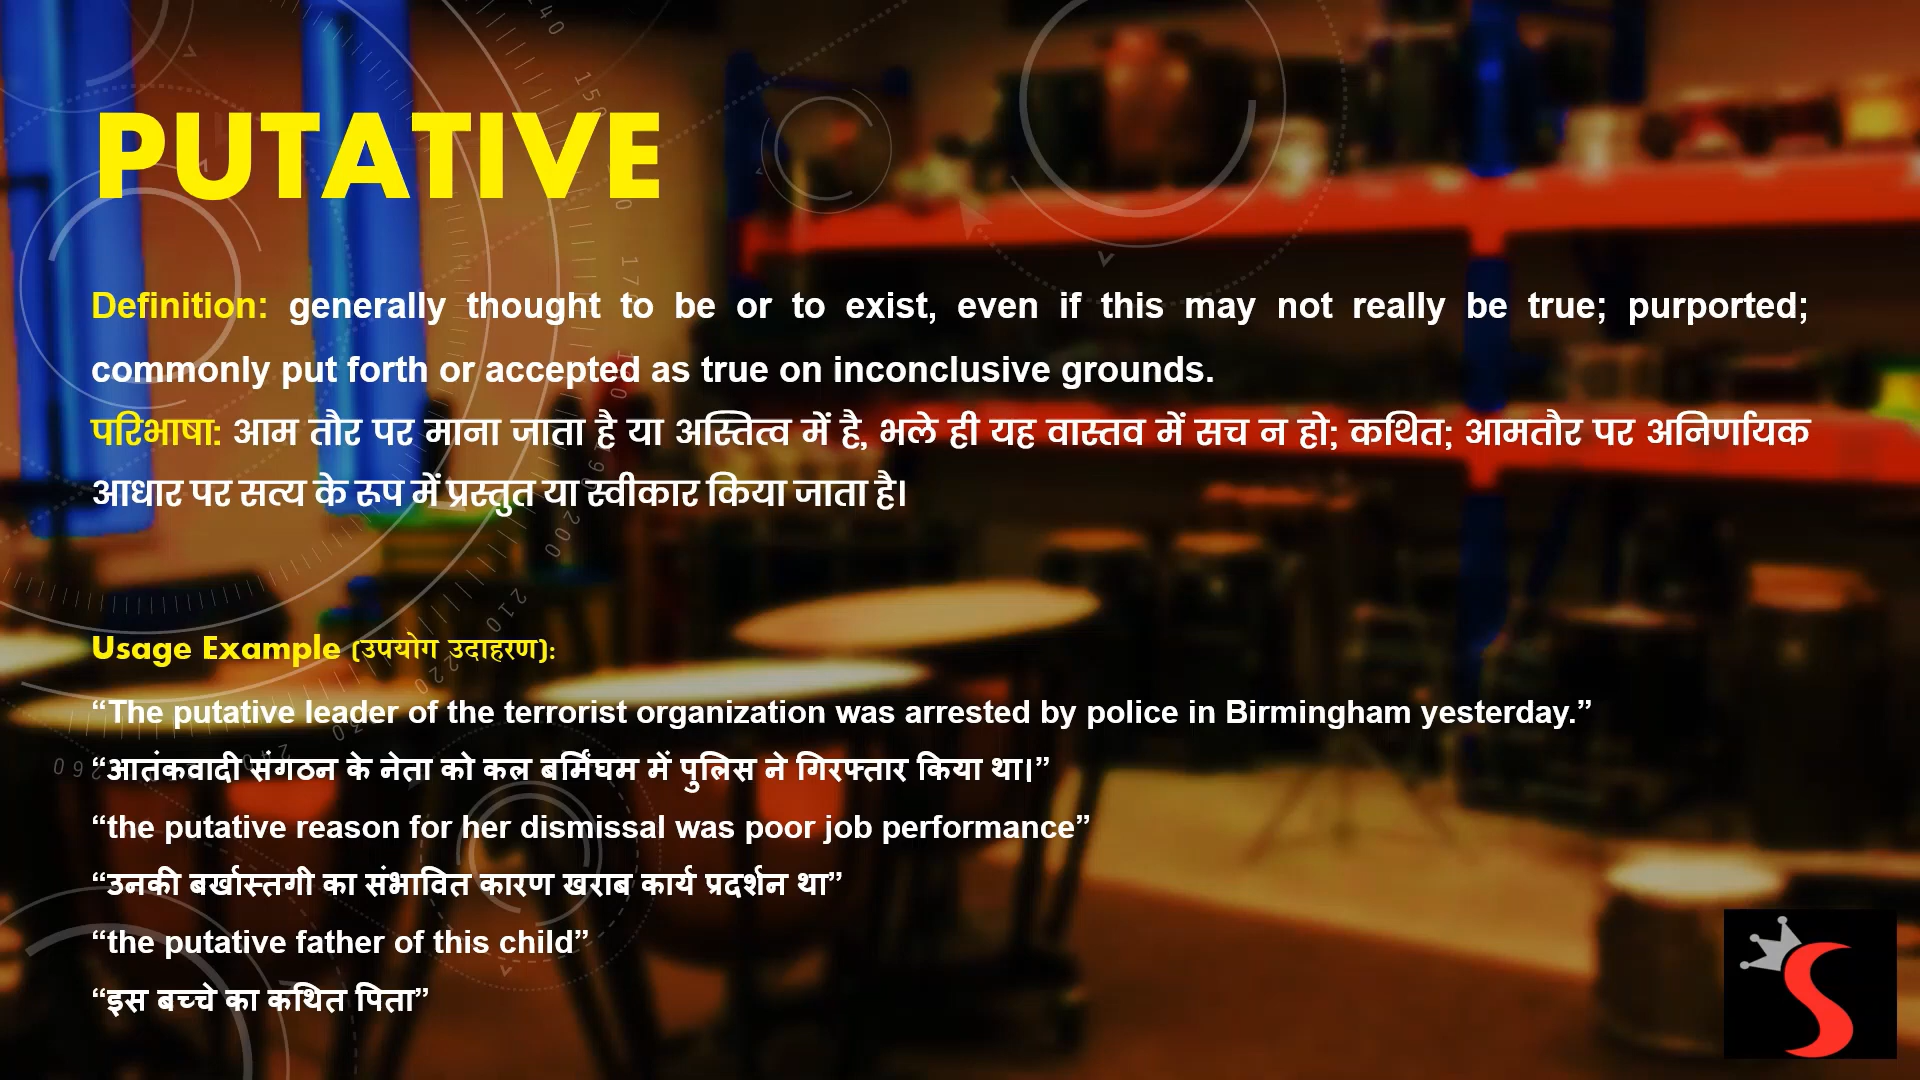 PUTATIVE
Definition: generally thought to be or to exist, even if this may not really be true; purported;
commonly put forth or accepted as true on inconclusive grounds.
परिभाषा: आम तौर पर माना जाता है या अस्तित्व में है, भले ही यह वास्तव में सच न हो; कथित; आमतौर पर अनिर्णायक
आधार पर सत्य के रूप में प्रस्तुत या स्वीकार किया जाता है।
Usage Example (उपयोग उदाहरण):
“The putative leader of the terrorist organization was arrested by police in Birmingham yesterday.”
“आतंकवादी संगठन के नेता को कल बर्मिंघम में पुलिस ने गिरफ्तार किया था।”
“the putative reason for her dismissal was poor job performance”
“उनकी बर्खास्तगी का संभावित कारण खराब कार्य प्रदर्शन था”
“the putative father of this child”
“इस बच्चे का कथित पिता”